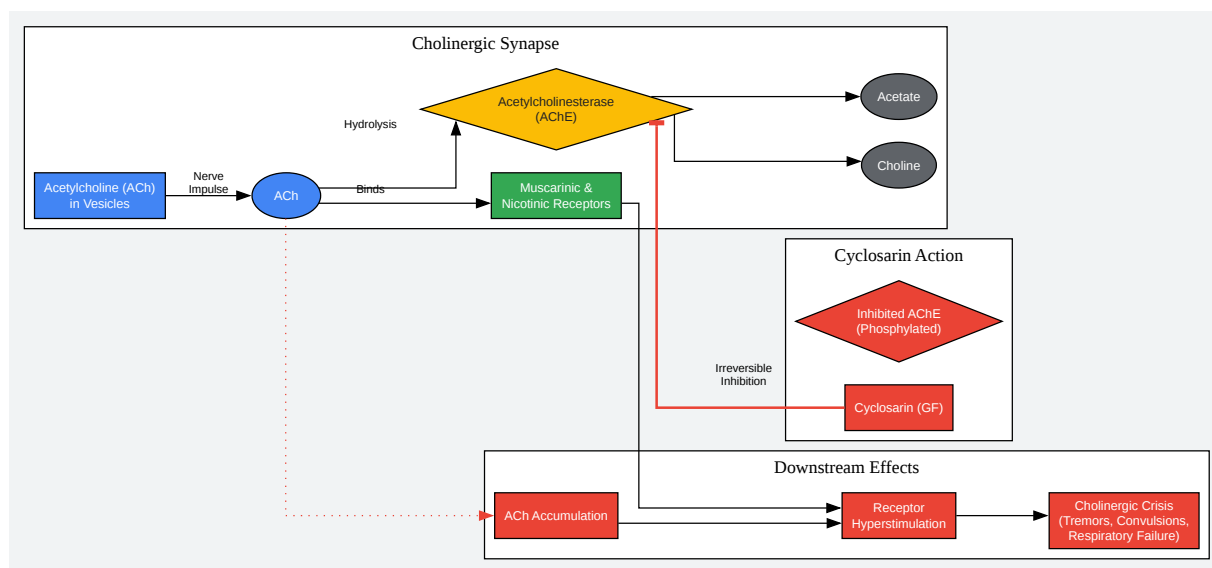 Cholinergic Synapse
Acetylcholinesterase
(AChE)
Acetate
Hydrolysis
Choline
Acetylcholine (ACh)
in Vesicles
Nerve
Impulse
ACh
Binds
Muscarinic &
Nicotinic Receptors
Cyclosarin Action
Inhibited AChE
(Phosphylated)
Irreversible
Inhibition
Cyclosarin (GF)
Downstream Effects
ACh Accumulation
Receptor
Hyperstimulation
Cholinergic Crisis
(Tremors, Convulsions,
Respiratory Failure)